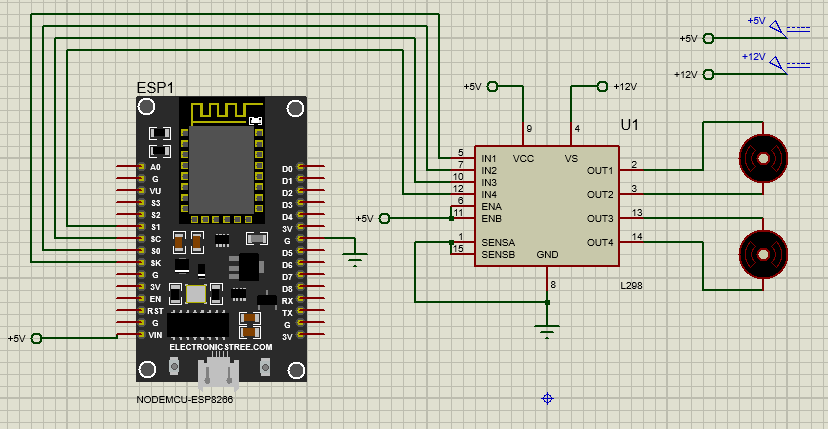 +5V
+5V
+12V
+12V
ESP1
A0
G
VU
S3
S2
S1
SC
S0
SK
G
3V
EN
RST
G
VIN
D0
D1
D2
D3
D4
3V
G
D5
D6
D7
D8
RX
TX
G
3V
+5V
ELECTRONICSTREE.COM
NODEMCU-ESP8266
+5V
+12V
U1
9
4
5
7
10
12
6
11
1
15
IN1
IN2
IN3
IN4
ENA
ENB
SENSA
SENSB
VCC
VS
OUT1
OUT2
OUT3
OUT4
GND
2
3
13
14
8
+5V
L298